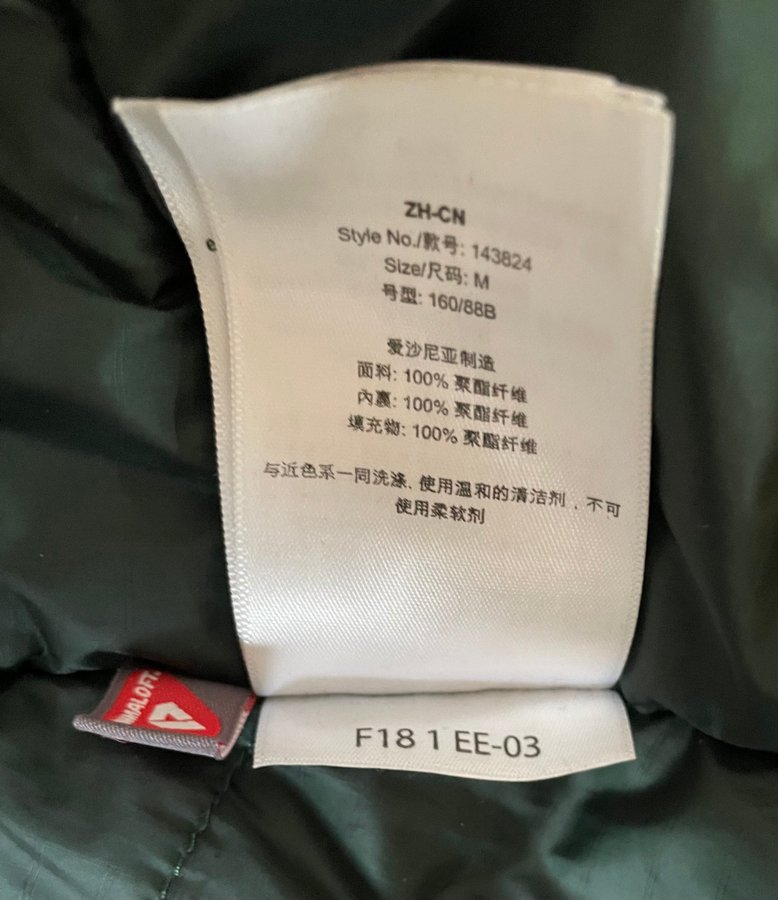 ZH-CN
Style No./款号: 143824
Size/尺码: M
号型: 160/88B
e
爱沙尼亚制造
面料: 100% 聚酯纤维
内裏: 100% 聚酯纤维
填充物: 100% 聚酯纤维
与近色系一同洗涤, 使用温和的清洁剂, 不可
使用柔软剂
F18 1 EE-03